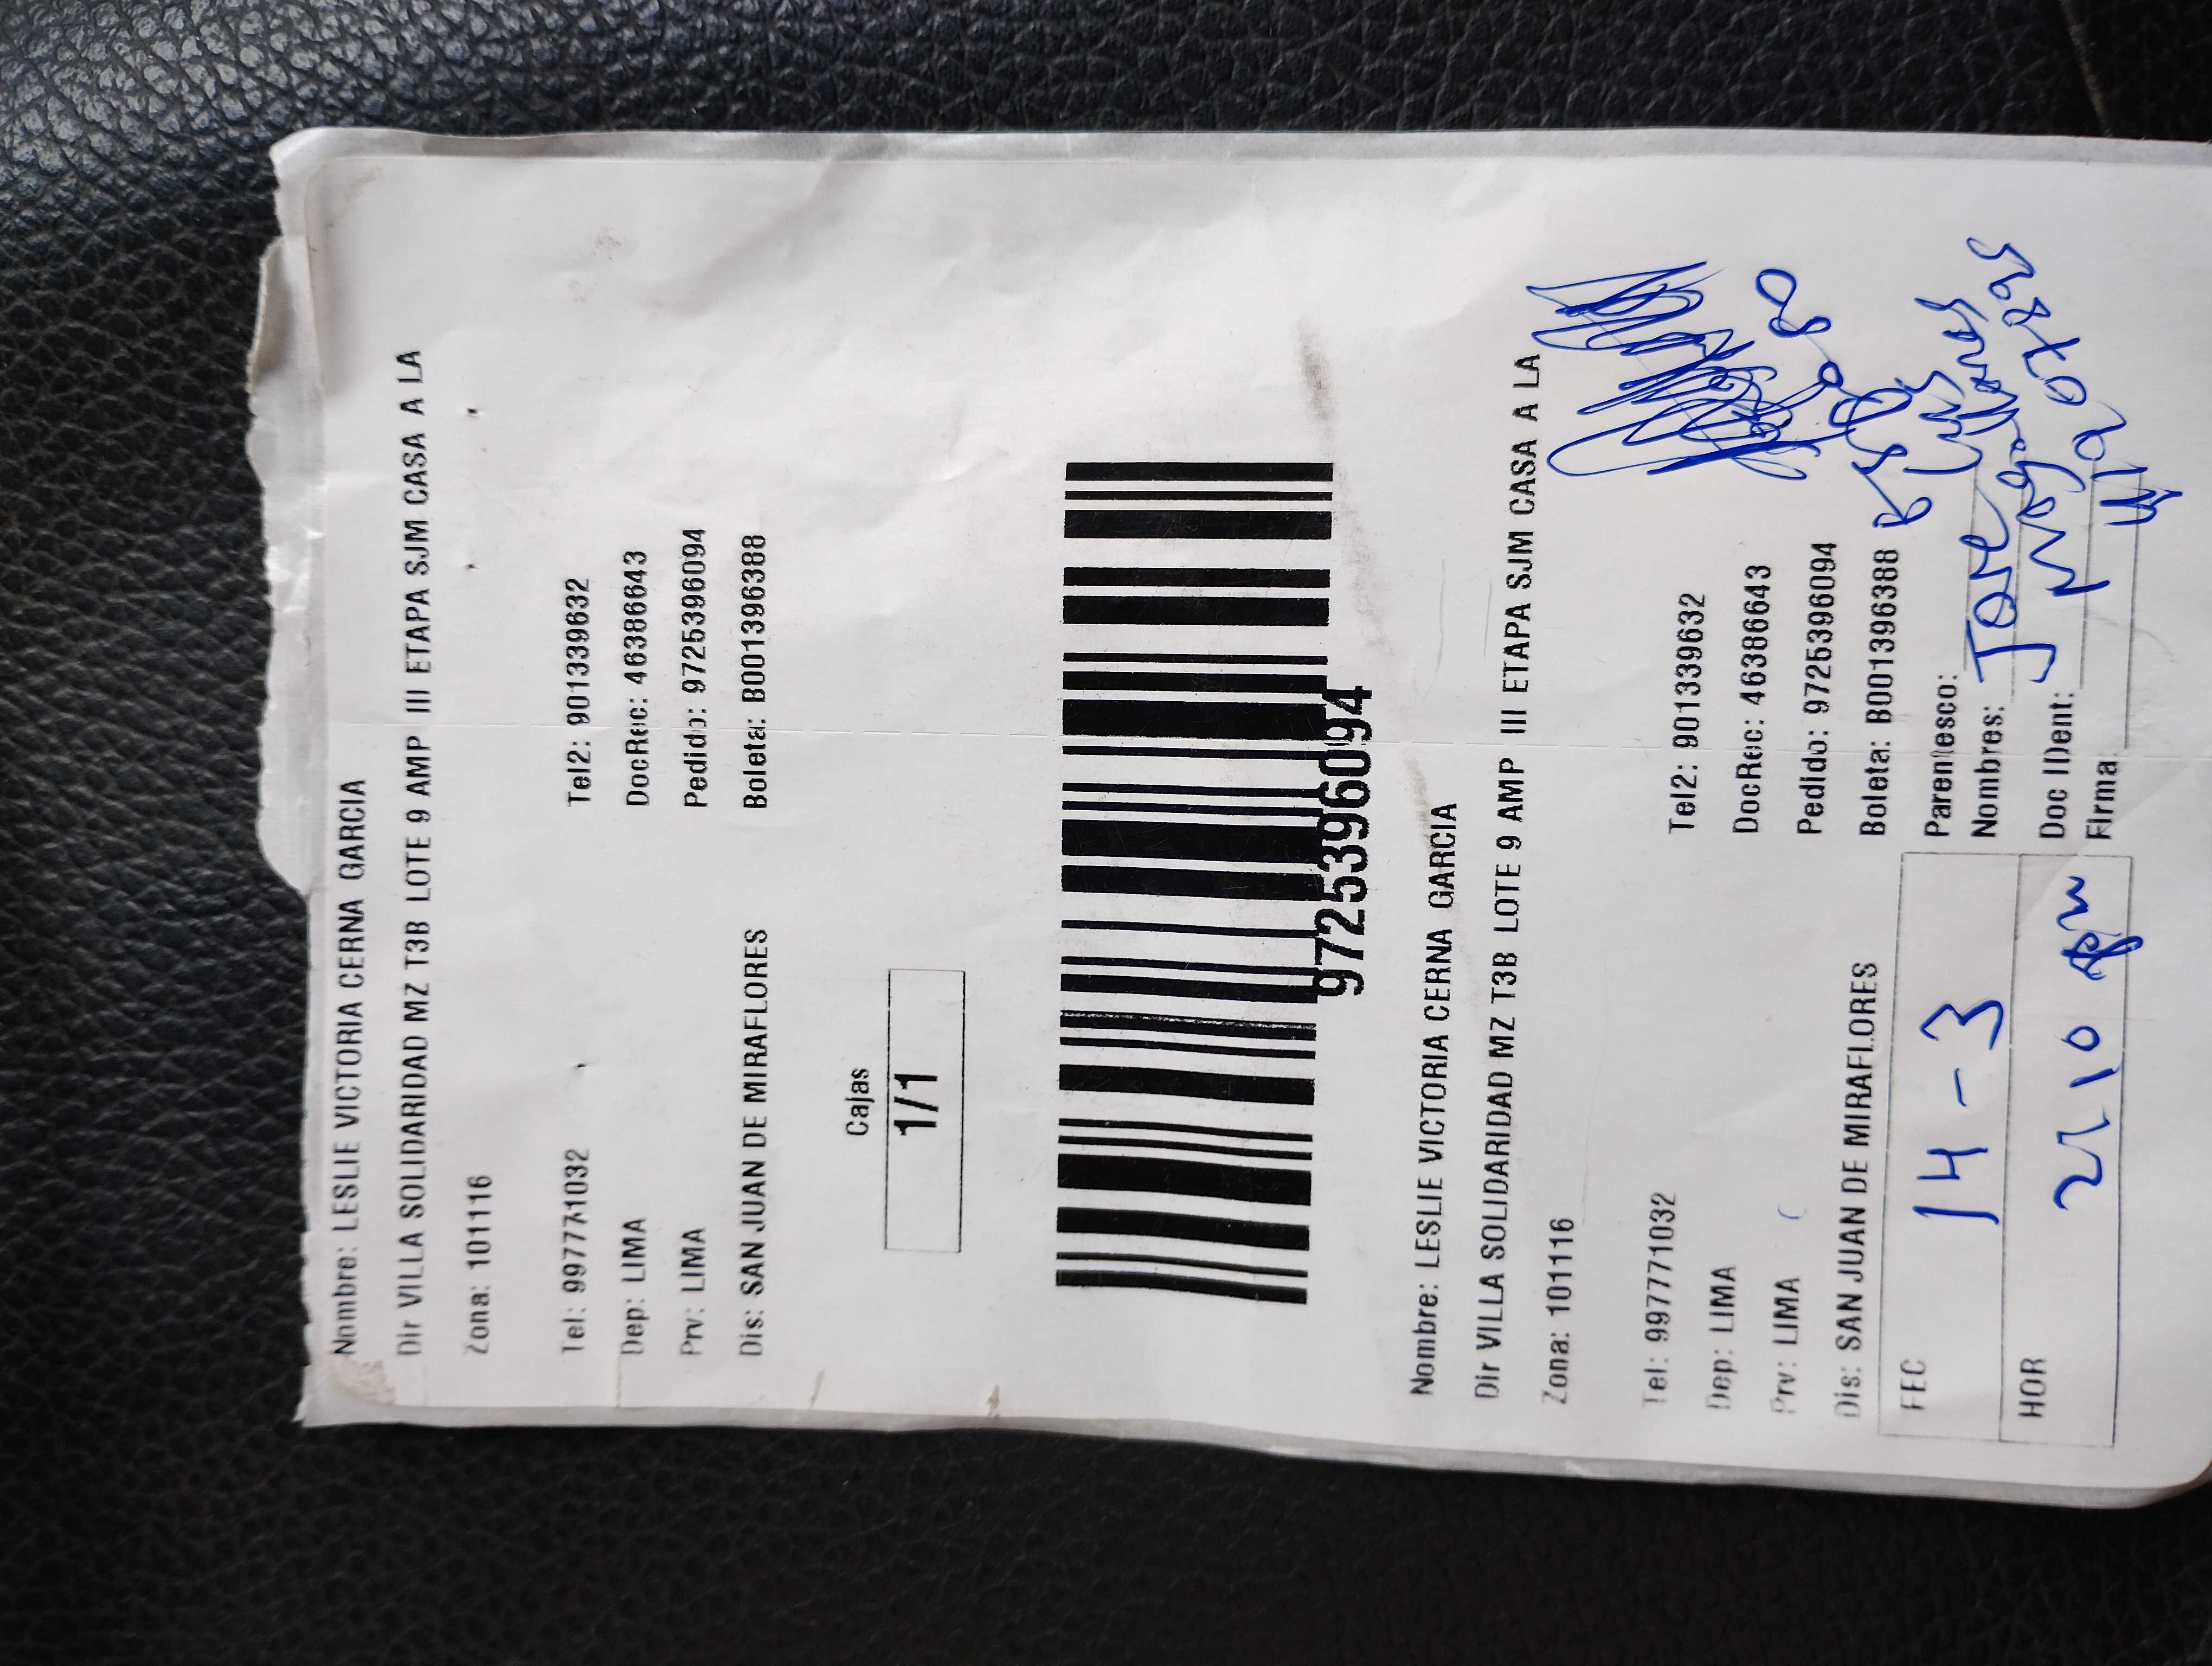 Nombre: LESLIE VICTORIA CERNA GARCIA
Dir VILLA SOLIDARIDAD MZ T3B LOTE 9 AMP III ETAPA SJM CASA A LA
Zona: 101116
Tel: 997771032 Tel2: 901339632
Dep: LIMA DocRec: 46386643
Prv: LIMA Pedido: 9725396094
Dis: SAN JUAN DE MIRAFLORES Boleta: B001396388
Cajas
1/1
9725396094
Nombre: LESLIE VICTORIA CERNA GARCIA
Dir VILLA SOLIDARIDAD MZ T3B LOTE 9 AMP III ETAPA SJM CASA A LA
Zona: 101116
Tel: 997771032 Tel2: 901339632
Dep: LIMA DocRec: 46386643
Prv: LIMA Pedido: 9725396094
Dis: SAN JUAN DE MIRAFLORES Boleta: B001396388
FEC 14-3 Parentesco:
Nombres: Jose Luis
HOR 2:10 pm Doc IDent:
Firma: